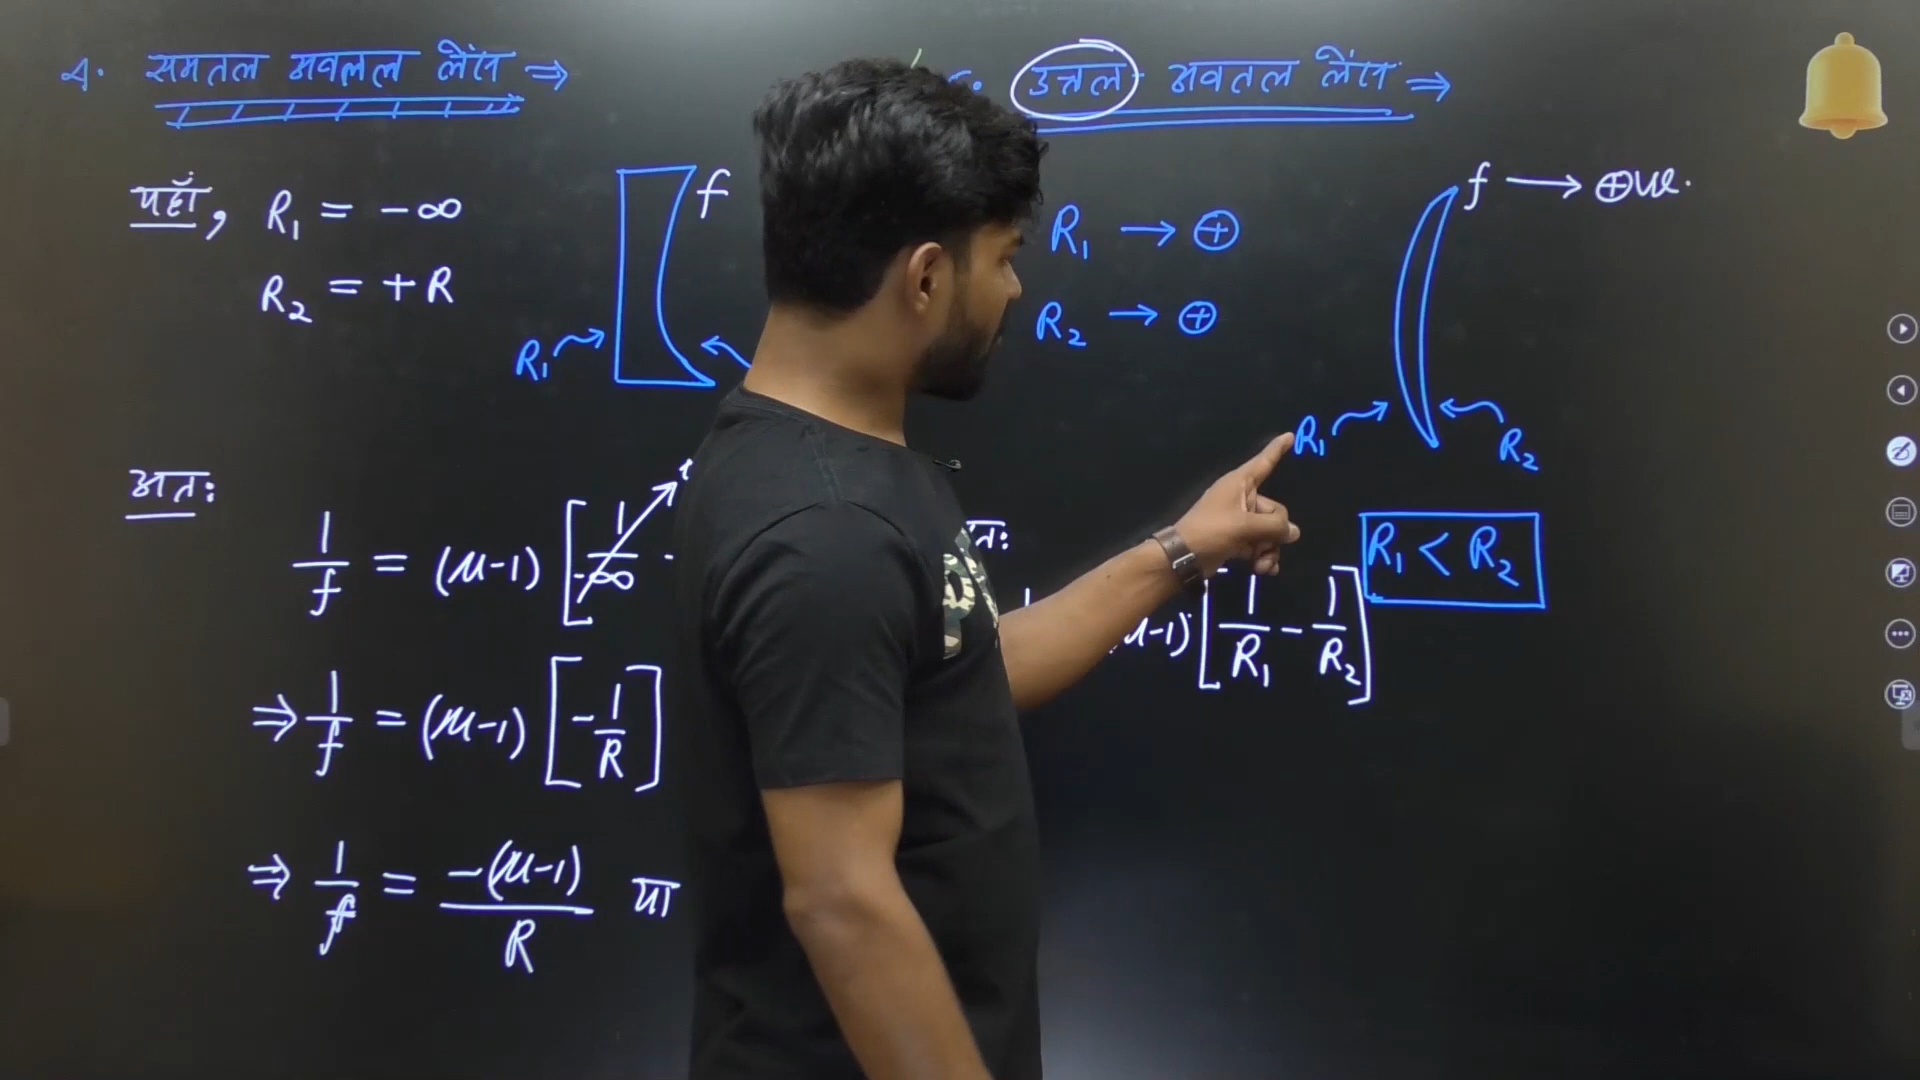 4. समतल अवतल लेंस ⇒
यहाँ, R₁ = -∞
R₂ = +R
f
R₁
अतः
1/f = (μ-1) [1/-∞ -
⇒ 1/f = (μ-1) [-1/R]
⇒ 1/f = -(μ-1)/R या
उत्तल- अवतल लेंस ⇒
R₁ → ⊕
R₂ → ⊕
f → ⊕ve.
R₁
R₂
R₁ < R₂
तः
μ-1) [1/R₁ - 1/R₂]